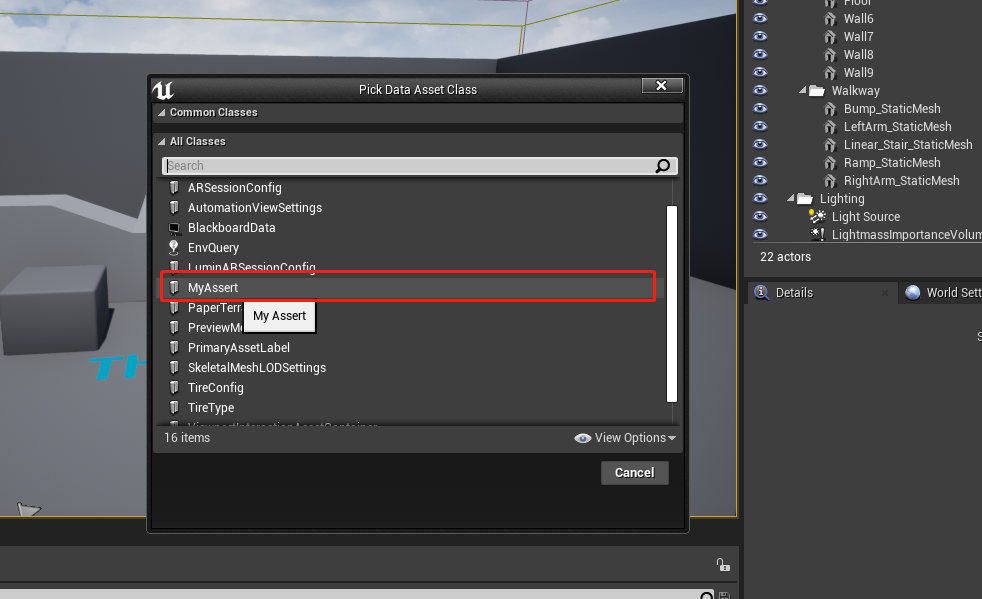 Floor
Wall6
Wall7
Wall8
Wall9
Walkway
Bump_StaticMesh
LeftArm_StaticMesh
Linear_Stair_StaticMesh
Ramp_StaticMesh
RightArm_StaticMesh
Lighting
Light Source
LightmassImportanceVolum
22 actors
Details
World Sett
Pick Data Asset Class
Common Classes
All Classes
Search
ARSessionConfig
AutomationViewSettings
BlackboardData
EnvQuery
LuminARSessionConfig
MyAssert
PaperTerr
My Assert
PreviewMe
PrimaryAssetLabel
SkeletalMeshLODSettings
TireConfig
TireType
ViewportInteractionAssetContainer
16 items
View Options
Cancel